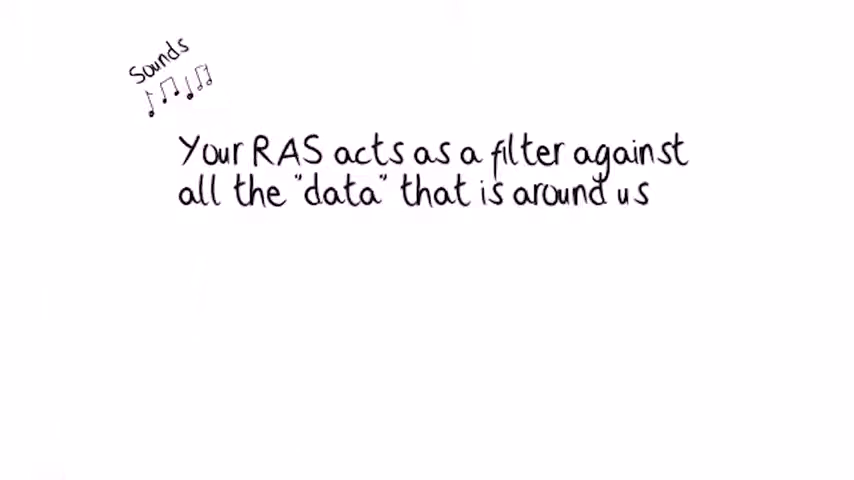 Sounds
Your RAS acts as a filter against
all the "data" that is around us